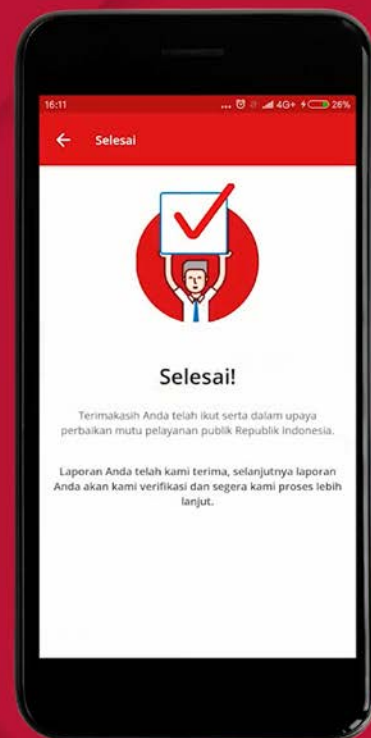 16:11
... 4G+ 26%
Selesai
Selesai!
Terimakasih Anda telah ikut serta dalam upaya
perbaikan mutu pelayanan publik Republik Indonesia.
Laporan Anda telah kami terima, selanjutnya laporan
Anda akan kami verifikasi dan segera kami proses lebih
lanjut.